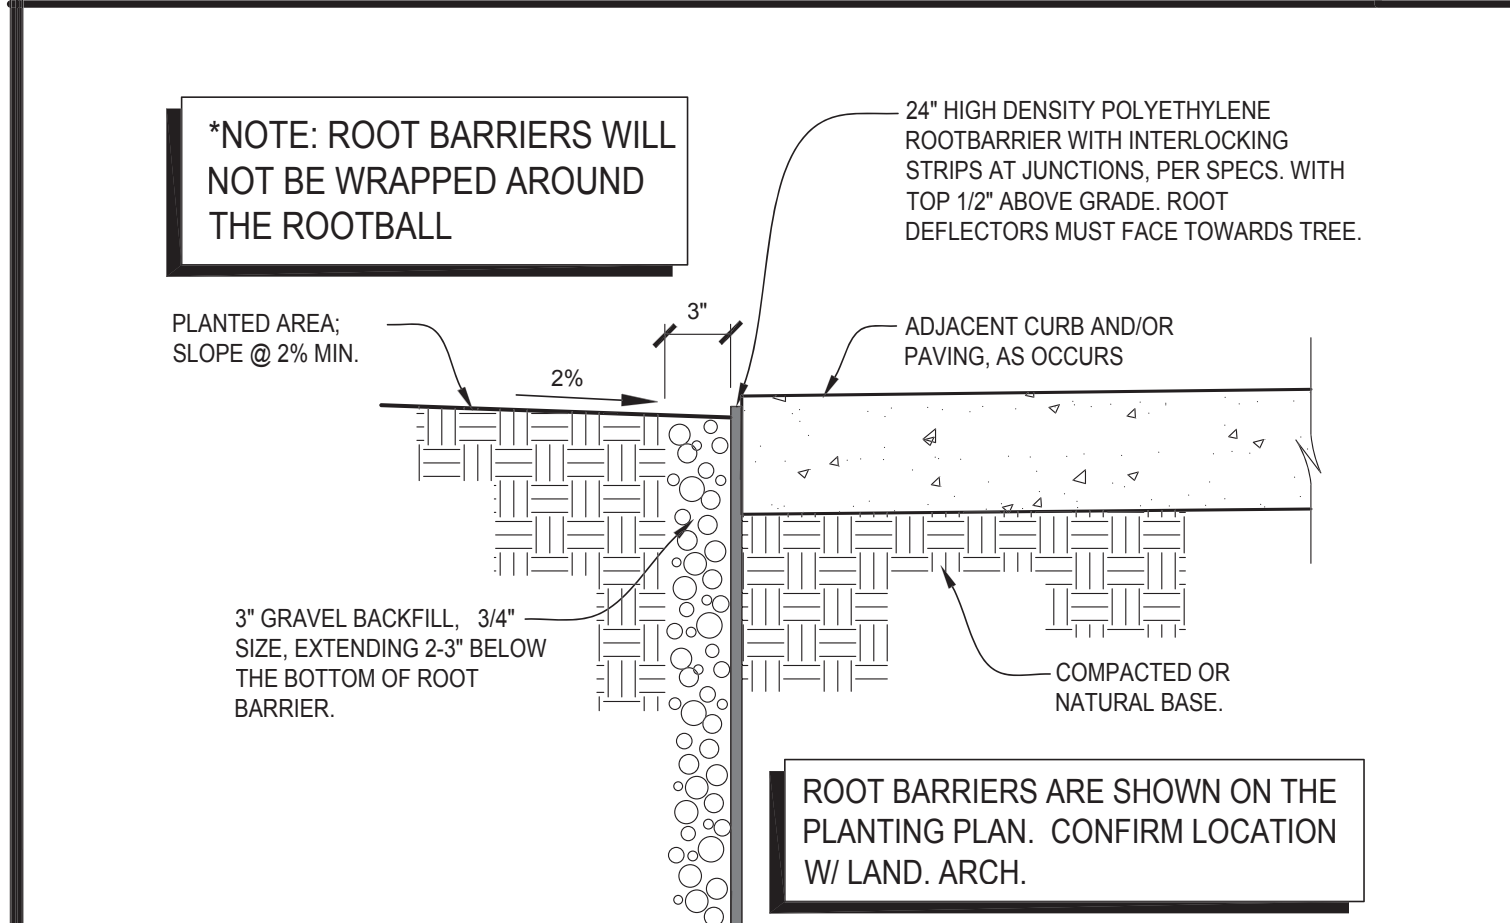 *NOTE: ROOT BARRIERS WILL
NOT BE WRAPPED AROUND
THE ROOTBALL
24" HIGH DENSITY POLYETHYLENE
ROOTBARRIER WITH INTERLOCKING
STRIPS AT JUNCTIONS, PER SPECS. WITH
TOP 1/2" ABOVE GRADE. ROOT
DEFLECTORS MUST FACE TOWARDS TREE.
3"
PLANTED AREA;
SLOPE @ 2% MIN.
2%
ADJACENT CURB AND/OR
PAVING, AS OCCURS
3" GRAVEL BACKFILL, 3/4"
SIZE, EXTENDING 2-3" BELOW
THE BOTTOM OF ROOT
BARRIER.
COMPACTED OR
NATURAL BASE.
ROOT BARRIERS ARE SHOWN ON THE
PLANTING PLAN. CONFIRM LOCATION
W/ LAND. ARCH.